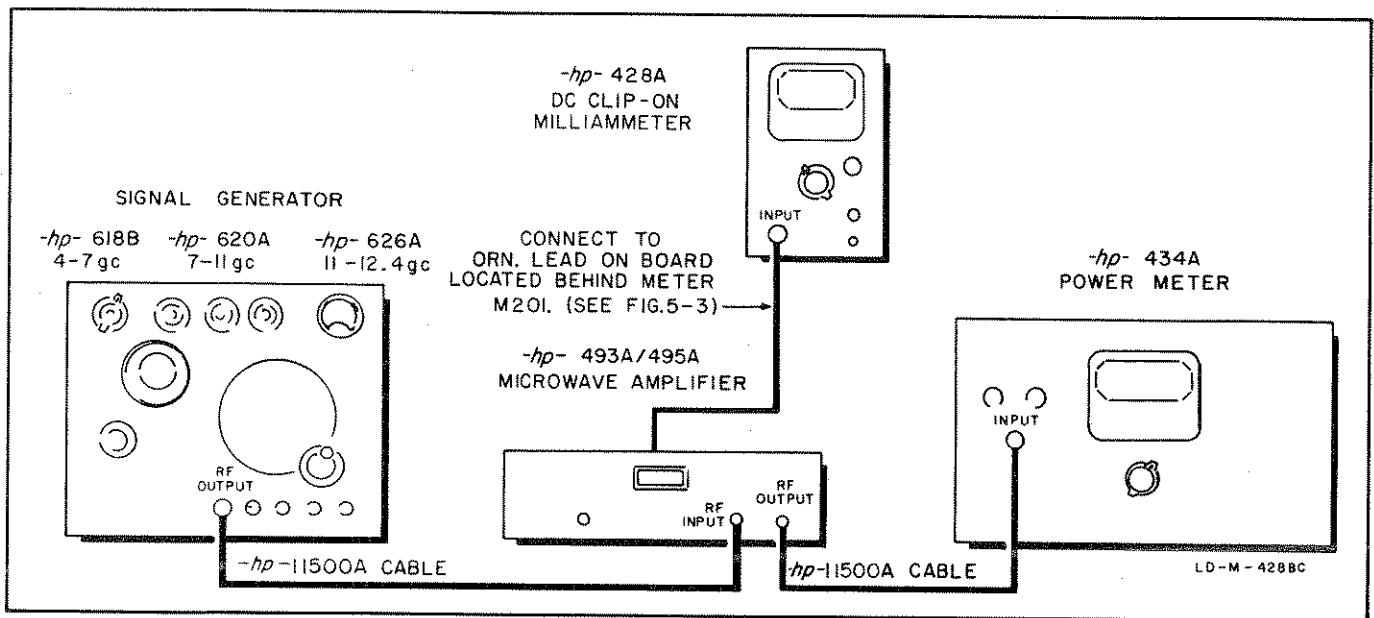 -hp- 428A
DC CLIP-ON
MILLIAMMETER
SIGNAL GENERATOR
-hp- 618B
4-7gc
-hp- 620A
7-11gc
-hp- 626A
11-12.4gc
INPUT
CONNECT TO
ORN. LEAD ON BOARD
LOCATED BEHIND METER
M201. (SEE FIG.5-3)
-hp- 434A
POWER METER
-hp- 493A/495A
MICROWAVE AMPLIFIER
INPUT
RF
OUTPUT
RF
INPUT
RF
OUTPUT
-hp-11500A CABLE
-hp-11500A CABLE
LD-M-428BC